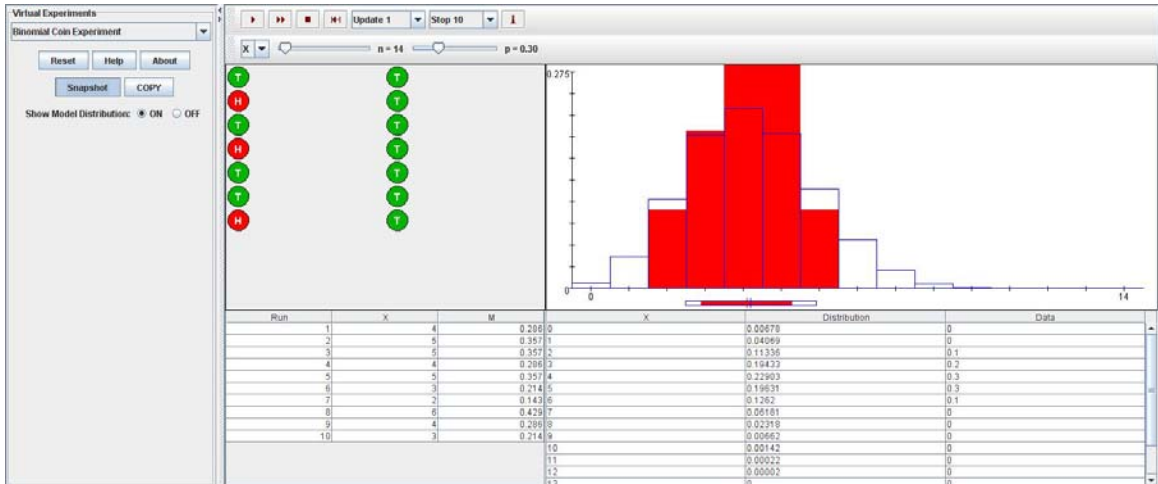 Virtual Experiments
Binomial Coin Experiment
Reset Help About
Snapshot COPY
Show Model Distribution: ON OFF
Update 1 Stop 10
X n = 14 p = 0.30
T T
H T
T T
H T
T T
T T
H T
0.275
0
0 14
Run X M
1 4 0.286
2 5 0.357
3 5 0.357
4 4 0.286
5 5 0.357
6 3 0.214
7 2 0.143
8 6 0.429
9 4 0.286
10 3 0.214
X Distribution Data
0 0.00678 0
1 0.04069 0
2 0.11336 0.1
3 0.19433 0.2
4 0.22903 0.3
5 0.19631 0.3
6 0.1262 0.1
7 0.06181 0
8 0.02318 0
9 0.00662 0
10 0.00142 0
11 0.00022 0
12 0.00002 0